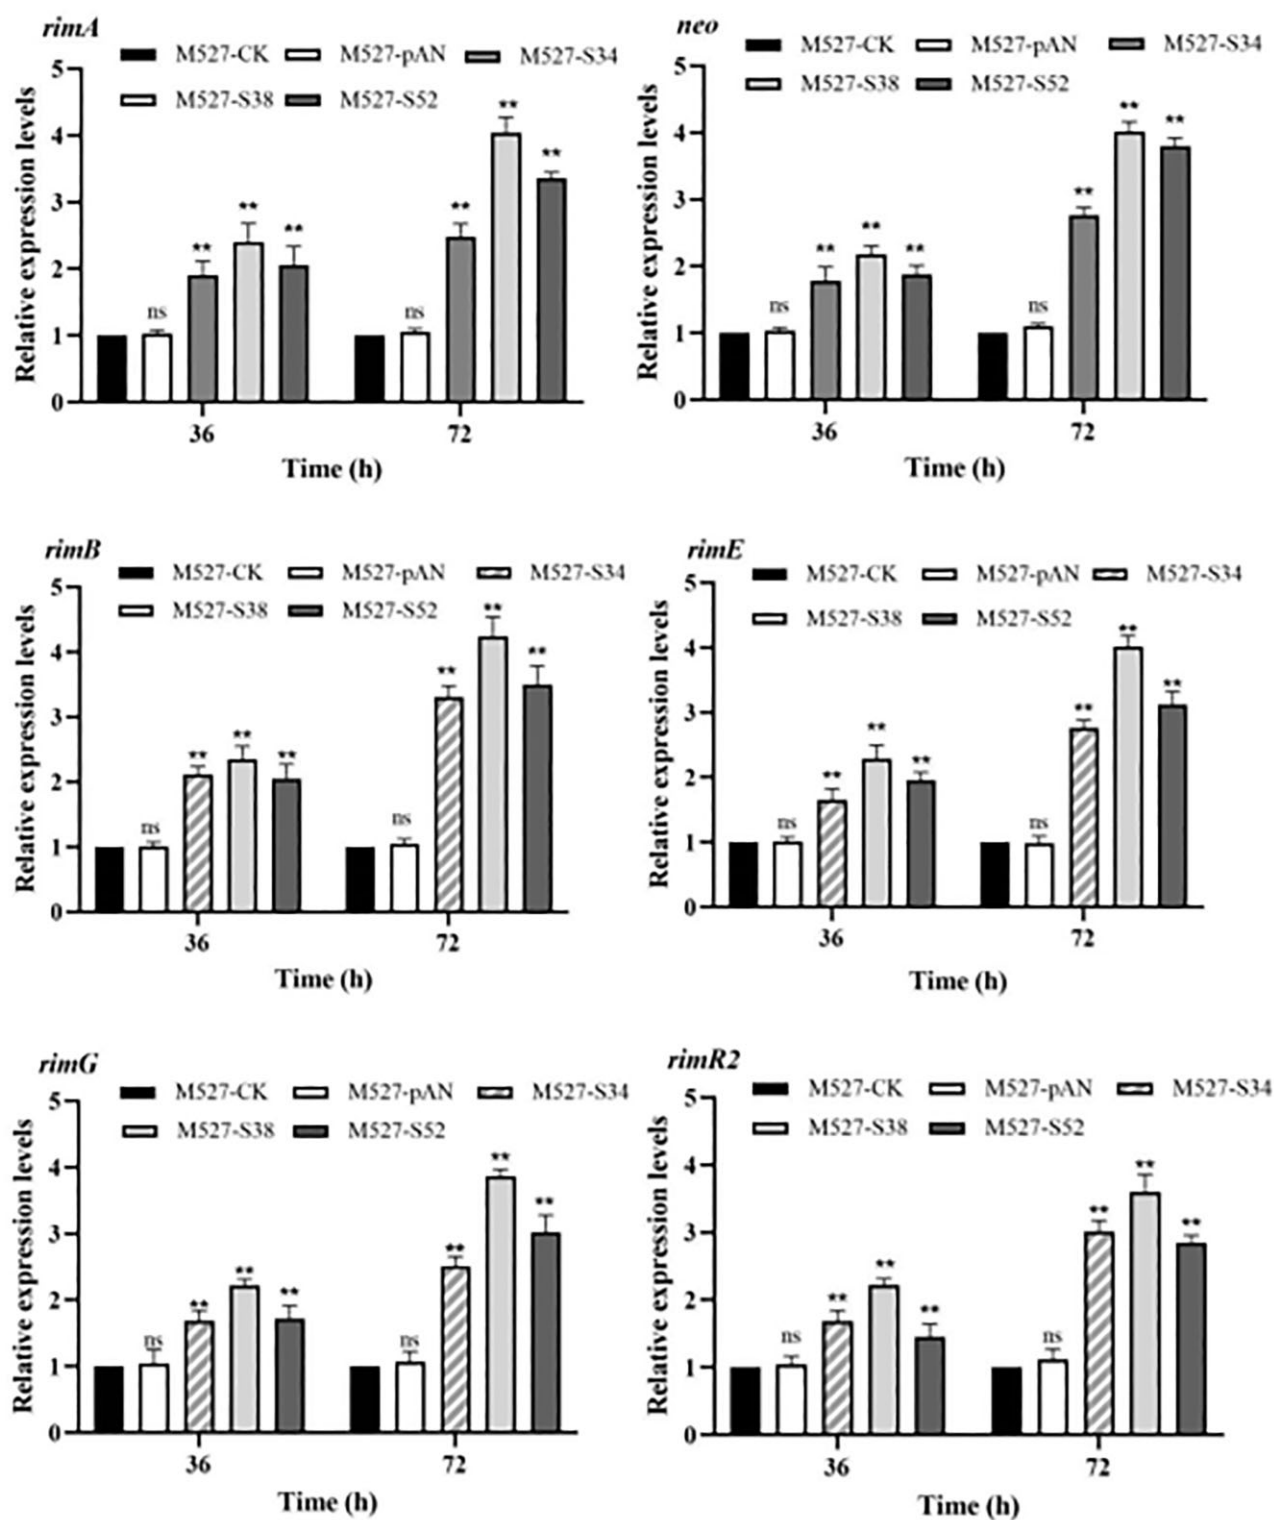 rimA
M527-CK M527-pAN M527-S34
M527-S38 M527-S52
Relative expression levels
5
4
3
2
1
0
ns ** ** ** ns ** ** **
36 72
Time (h)
neo
M527-CK M527-pAN M527-S34
M527-S38 M527-S52
Relative expression levels
5
4
3
2
1
0
ns ** ** ** ns ** ** **
36 72
Time (h)
rimB
M527-CK M527-pAN M527-S34
M527-S38 M527-S52
Relative expression levels
5
4
3
2
1
0
ns ** ** ** ns ** ** **
36 72
Time (h)
rimE
M527-CK M527-pAN M527-S34
M527-S38 M527-S52
Relative expression levels
5
4
3
2
1
0
ns ** ** ** ns ** ** **
36 72
Time (h)
rimG
M527-CK M527-pAN M527-S34
M527-S38 M527-S52
Relative expression levels
5
4
3
2
1
0
ns ** ** ** ns ** ** **
36 72
Time (h)
rimR2
M527-CK M527-pAN M527-S34
M527-S38 M527-S52
Relative expression levels
5
4
3
2
1
0
ns ** ** ** ns ** ** **
36 72
Time (h)